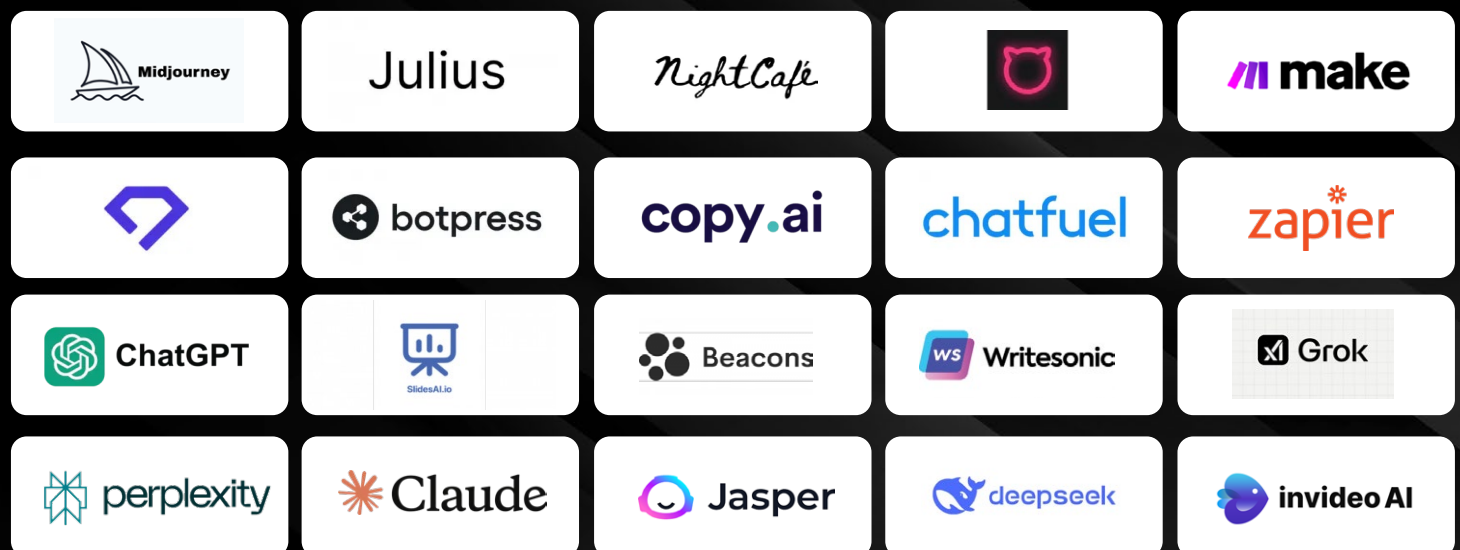 Midjourney
Julius
NightCafé
make
botpress
copy.ai
chatfuel
zapier
ChatGPT
SlidesAI.io
Beacons
ws Writesonic
Grok
perplexity
Claude
Jasper
deepseek
invideo AI